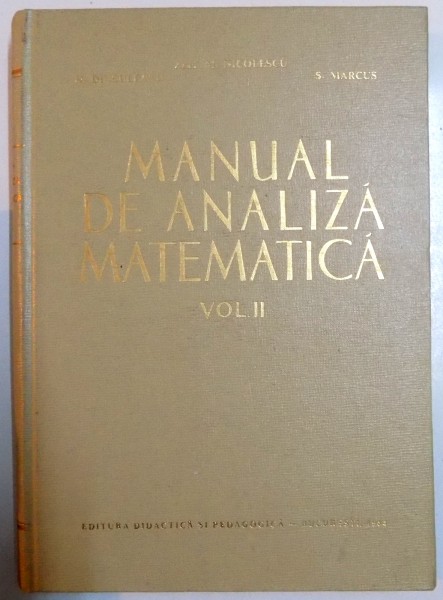 NICOLESCU
S. MARCUS
MANUAL
DE ANALIZĂ
MATEMATICĂ
VOL. II
EDITURA DIDACTICĂ ȘI PEDAGOGICĂ – BUCUREȘTI,